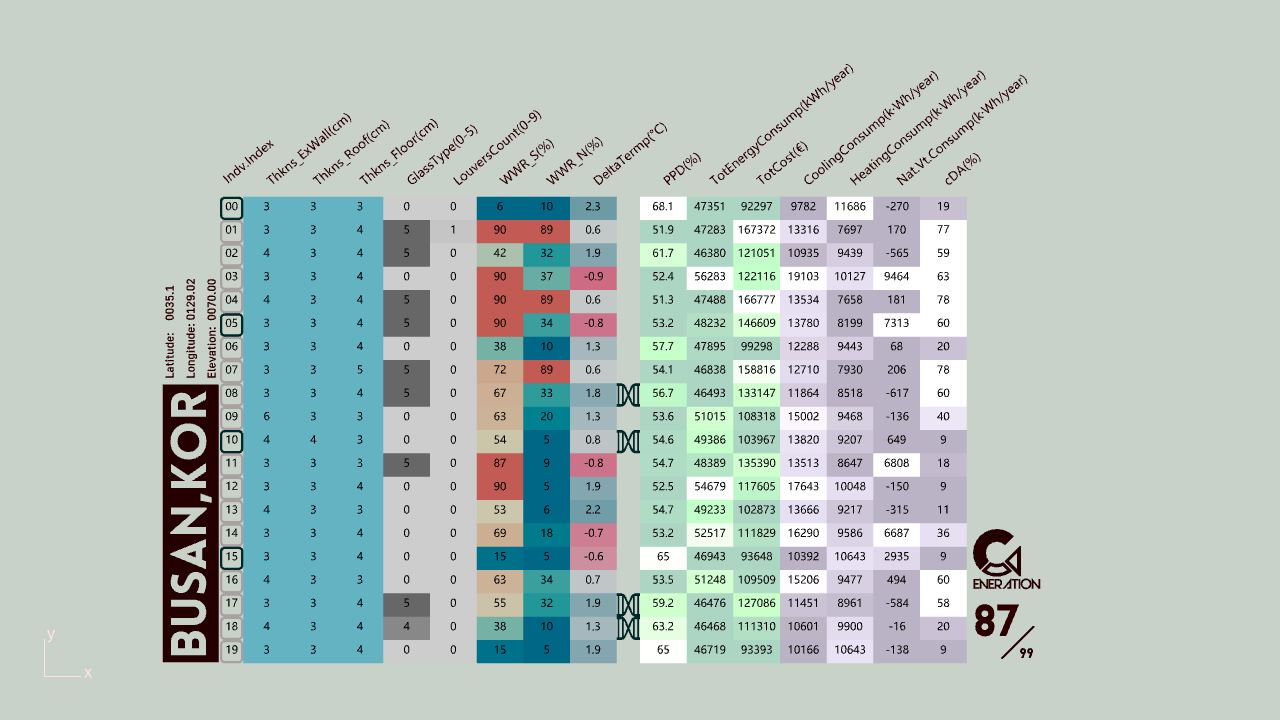 Indv.Index Thkns_ExWall(cm) Thkns_Roof(cm) Thkns_Floor(cm) GlassType(0-5) LouversCount(0-9) WWR_S(%) WWR_N(%) DeltaTermp(°C) PPD(%) TotEnergyConsump(kWh/year) TotCost(€) CoolingConsump(k·Wh/year) HeatingConsump(k·Wh/year) Nat.Vt.Consump(k·Wh/year) cDA(%)
00 3 3 3 0 0 6 10 2.3 68.1 47351 92297 9782 11686 -270 19
01 3 3 4 5 1 90 89 0.6 51.9 47283 167372 13316 7697 170 77
02 4 3 4 5 0 42 32 1.9 61.7 46380 121051 10935 9439 -565 59
03 3 3 4 0 0 90 37 -0.9 52.4 56283 122116 19103 10127 9464 63
04 4 3 4 5 0 90 89 0.6 51.3 47488 166777 13534 7658 181 78
05 3 3 4 5 0 90 34 -0.8 53.2 48232 146609 13780 8199 7313 60
06 3 3 4 0 0 38 10 1.3 57.7 47895 99298 12288 9443 68 20
07 3 3 5 5 0 72 89 0.6 54.1 46838 158816 12710 7930 206 78
08 3 3 4 5 0 67 33 1.8 56.7 46493 133147 11864 8518 -617 60
09 6 3 3 0 0 63 20 1.3 53.6 51015 108318 15002 9468 -136 40
10 4 4 3 0 0 54 5 0.8 54.6 49386 103967 13820 9207 649 9
11 3 3 3 5 0 87 9 -0.8 54.7 48389 135390 13513 8647 6808 18
12 3 3 4 0 0 90 5 1.9 52.5 54679 117605 17643 10048 -150 9
13 4 3 4 0 0 53 6 2.2 54.7 49233 102873 13666 9217 -315 11
14 3 3 4 0 0 69 18 -0.7 53.2 52517 111829 16290 9586 6687 36
15 3 3 4 0 0 15 5 -0.6 65 46943 93648 10392 10643 2935 9
16 4 3 3 0 0 63 34 0.7 53.5 51248 109509 15206 9477 494 60
17 3 3 4 5 0 55 32 1.9 59.2 46476 127086 11451 8961 -584 58
18 4 3 4 4 0 38 10 1.3 63.2 46468 111310 10601 9900 -16 20
19 3 3 4 0 0 15 5 1.9 65 46719 93393 10166 10643 -138 9
Latitude: 0035.1
Longitude: 0129.02
Elevation: 0070.00
BUSAN,KOR
ENERATION
87/99
y
x